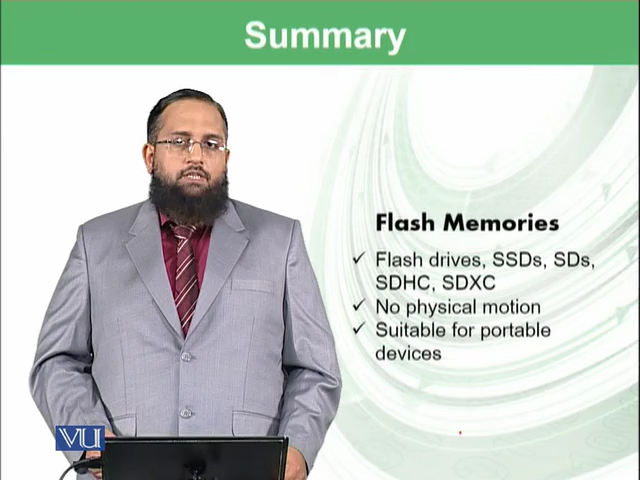 Summary
Flash Memories
✓ Flash drives, SSDs, SDs,
SDHC, SDXC
✓ No physical motion
✓ Suitable for portable
devices
VU